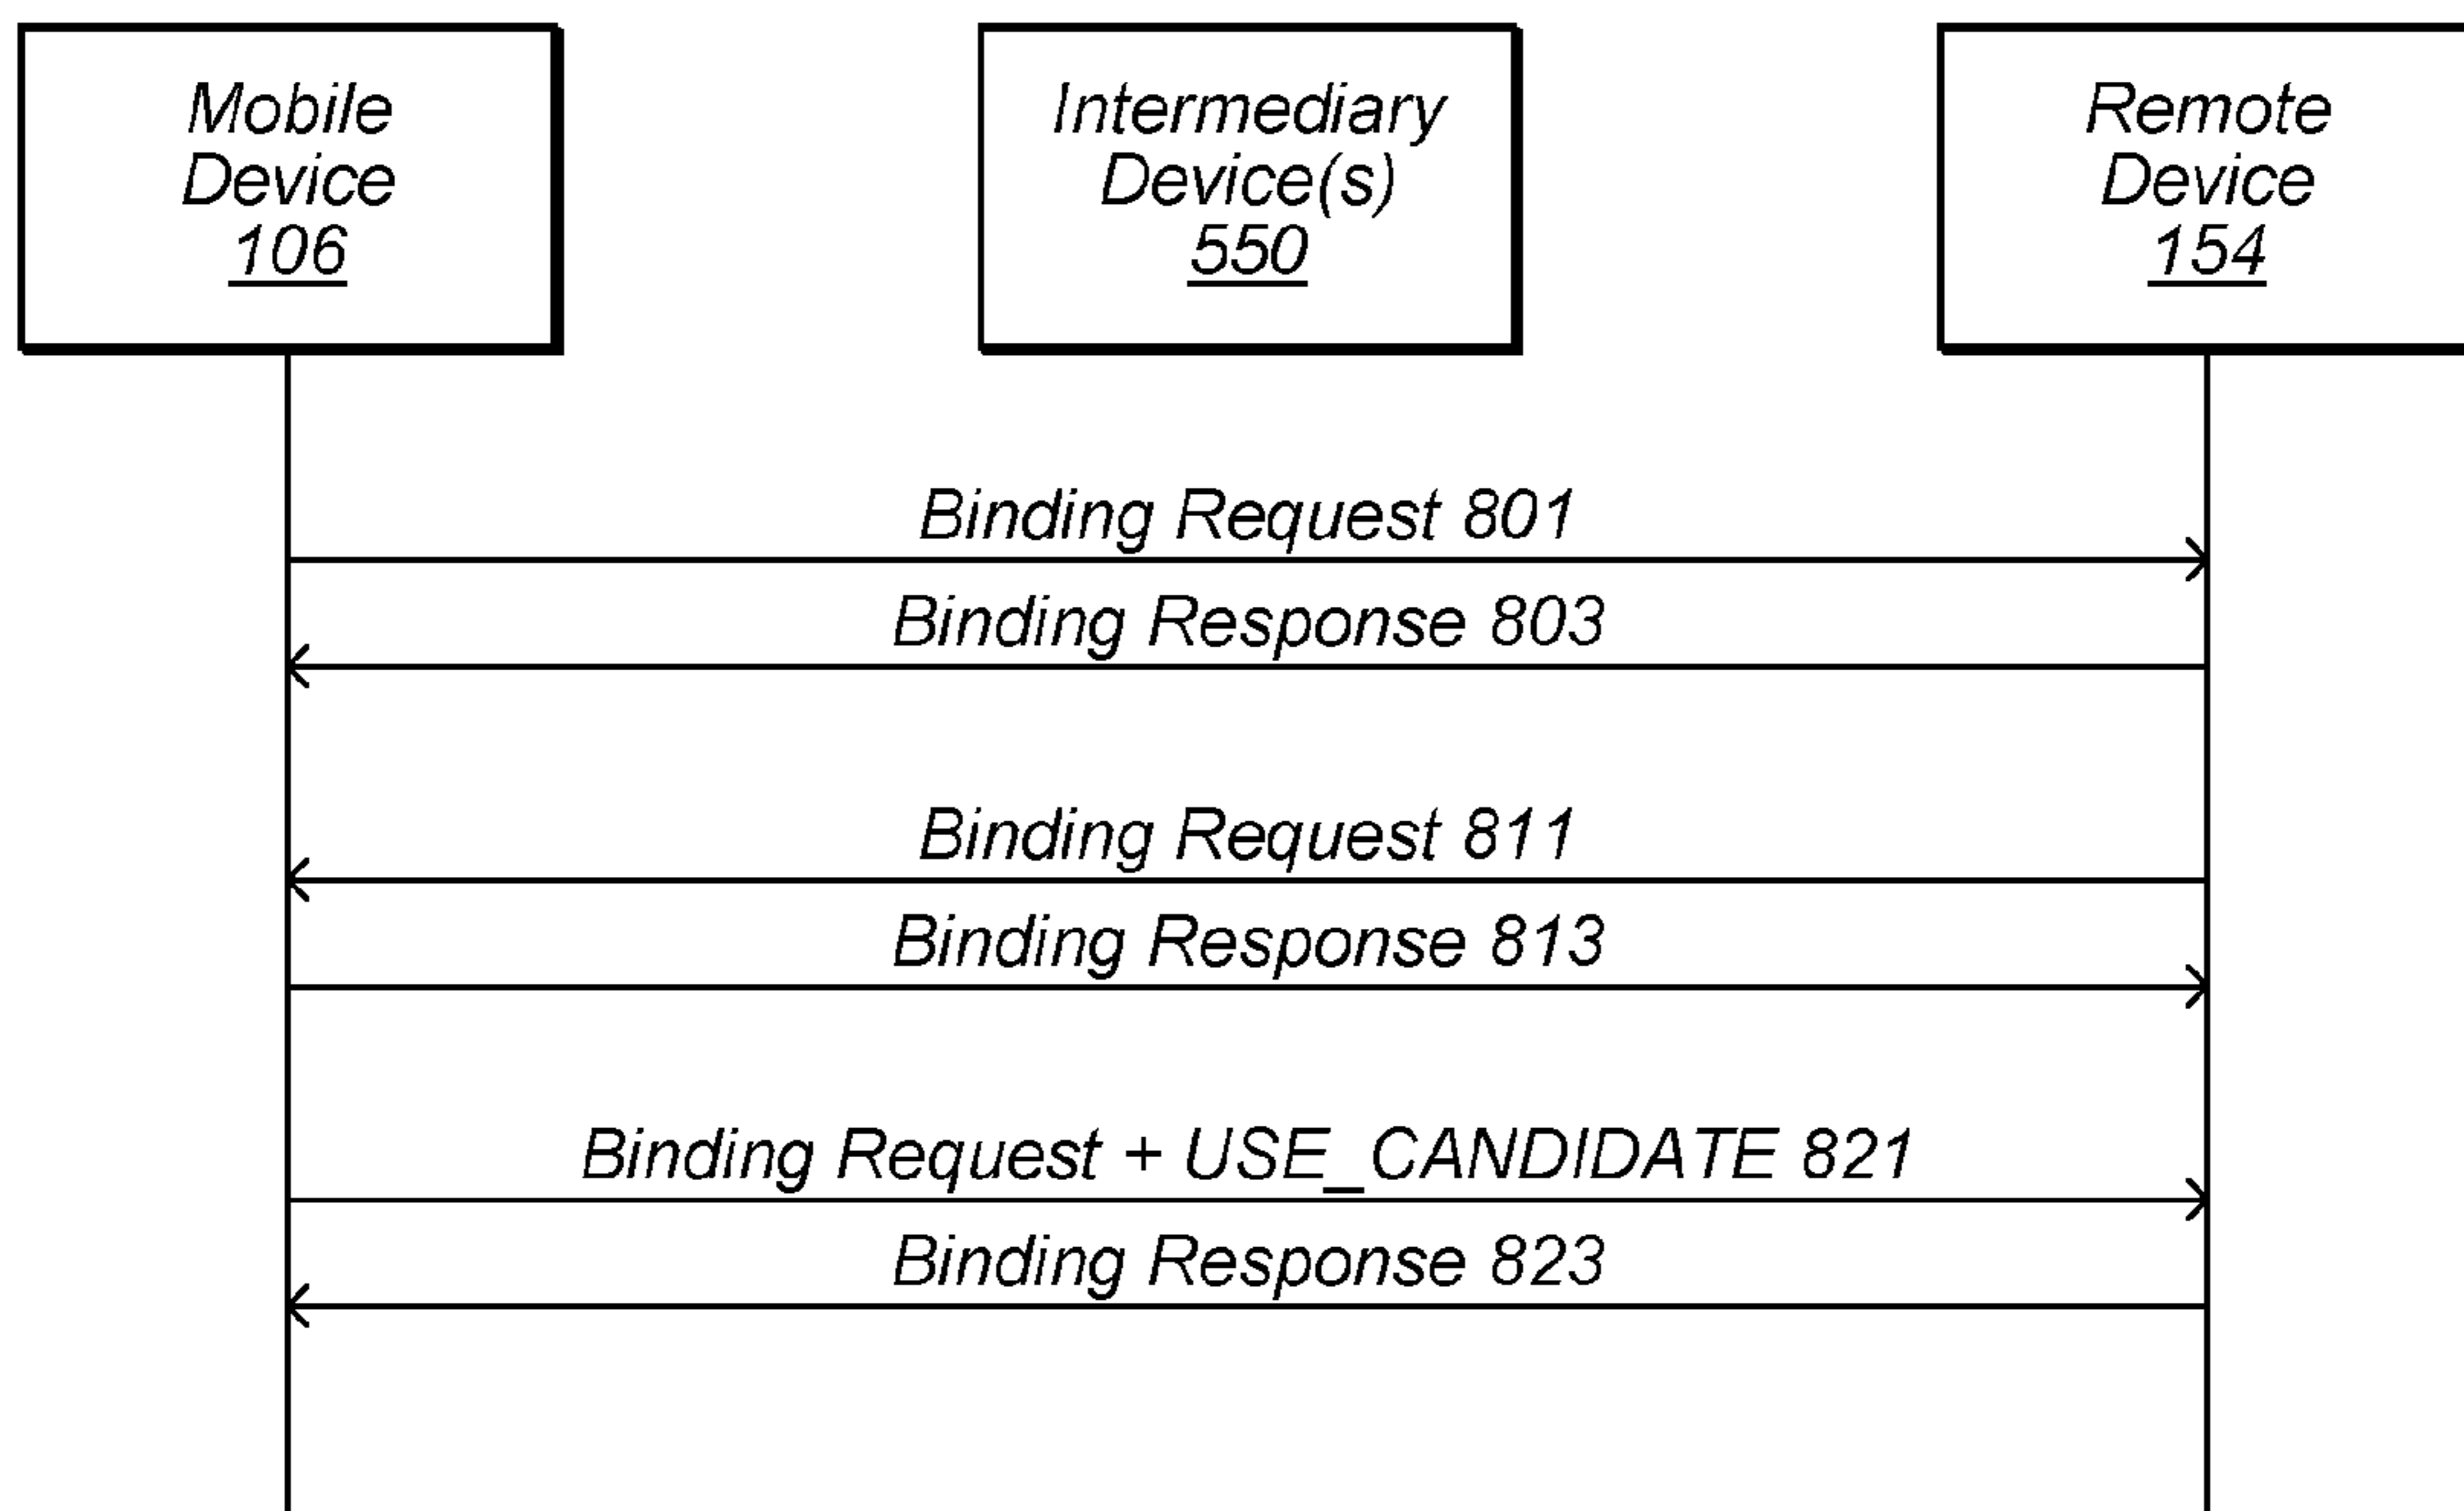 Mobile
Device
106
Intermediary
Device(s)
550
Remote
Device
154
Binding Request 801
Binding Response 803
Binding Request 811
Binding Response 813
Binding Request + USE_CANDIDATE 821
Binding Response 823